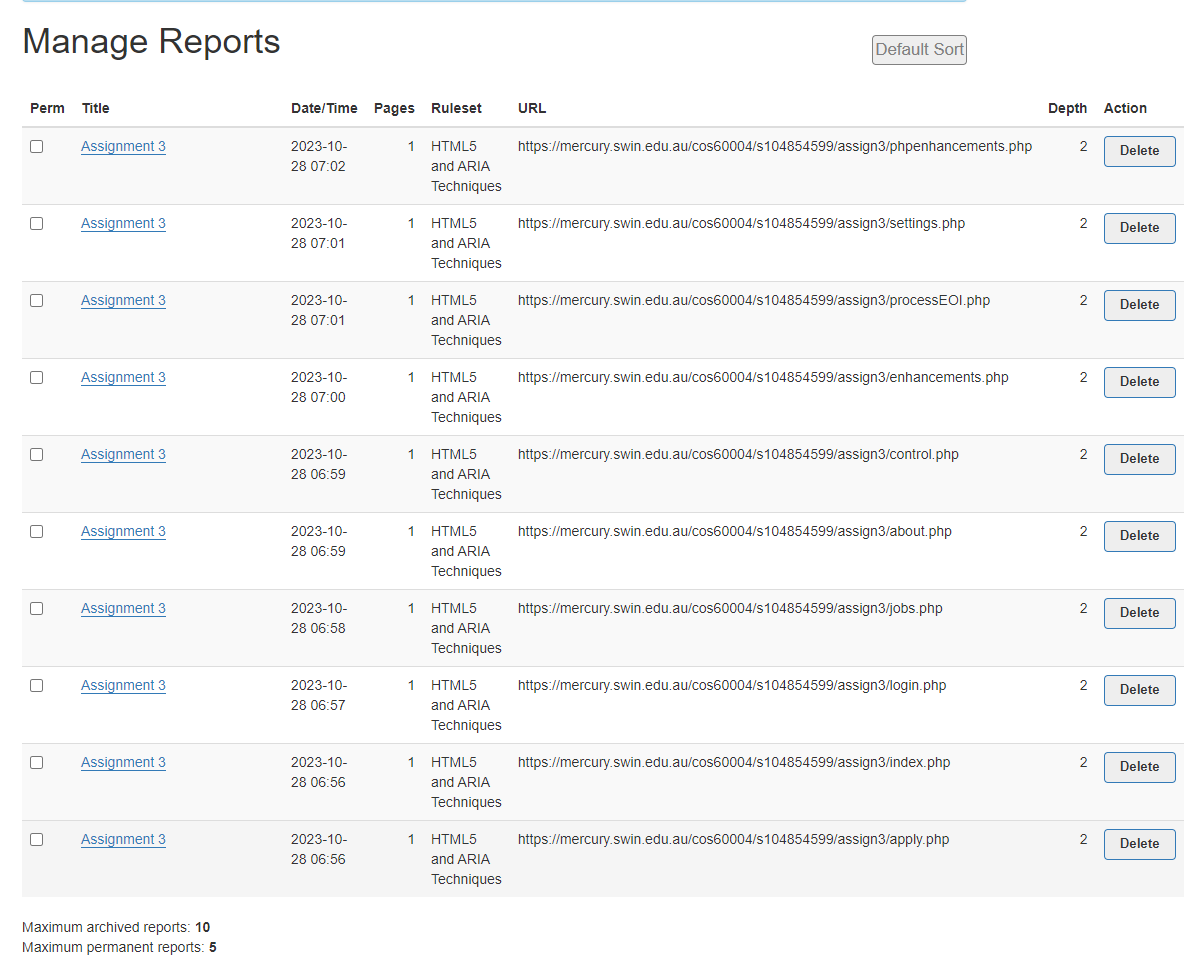 Manage Reports
Default Sort
Perm Title Date/Time Pages Ruleset URL Depth Action
Assignment 3 2023-10- 1 HTML5 https://mercury.swin.edu.au/cos60004/s104854599/assign3/phpenhancements.php 2 Delete
28 07:02 and ARIA
Techniques
Assignment 3 2023-10- 1 HTML5 https://mercury.swin.edu.au/cos60004/s104854599/assign3/settings.php 2 Delete
28 07:01 and ARIA
Techniques
Assignment 3 2023-10- 1 HTML5 https://mercury.swin.edu.au/cos60004/s104854599/assign3/processEOI.php 2 Delete
28 07:01 and ARIA
Techniques
Assignment 3 2023-10- 1 HTML5 https://mercury.swin.edu.au/cos60004/s104854599/assign3/enhancements.php 2 Delete
28 07:00 and ARIA
Techniques
Assignment 3 2023-10- 1 HTML5 https://mercury.swin.edu.au/cos60004/s104854599/assign3/control.php 2 Delete
28 06:59 and ARIA
Techniques
Assignment 3 2023-10- 1 HTML5 https://mercury.swin.edu.au/cos60004/s104854599/assign3/about.php 2 Delete
28 06:59 and ARIA
Techniques
Assignment 3 2023-10- 1 HTML5 https://mercury.swin.edu.au/cos60004/s104854599/assign3/jobs.php 2 Delete
28 06:58 and ARIA
Techniques
Assignment 3 2023-10- 1 HTML5 https://mercury.swin.edu.au/cos60004/s104854599/assign3/login.php 2 Delete
28 06:57 and ARIA
Techniques
Assignment 3 2023-10- 1 HTML5 https://mercury.swin.edu.au/cos60004/s104854599/assign3/index.php 2 Delete
28 06:56 and ARIA
Techniques
Assignment 3 2023-10- 1 HTML5 https://mercury.swin.edu.au/cos60004/s104854599/assign3/apply.php 2 Delete
28 06:56 and ARIA
Techniques
Maximum archived reports: 10
Maximum permanent reports: 5